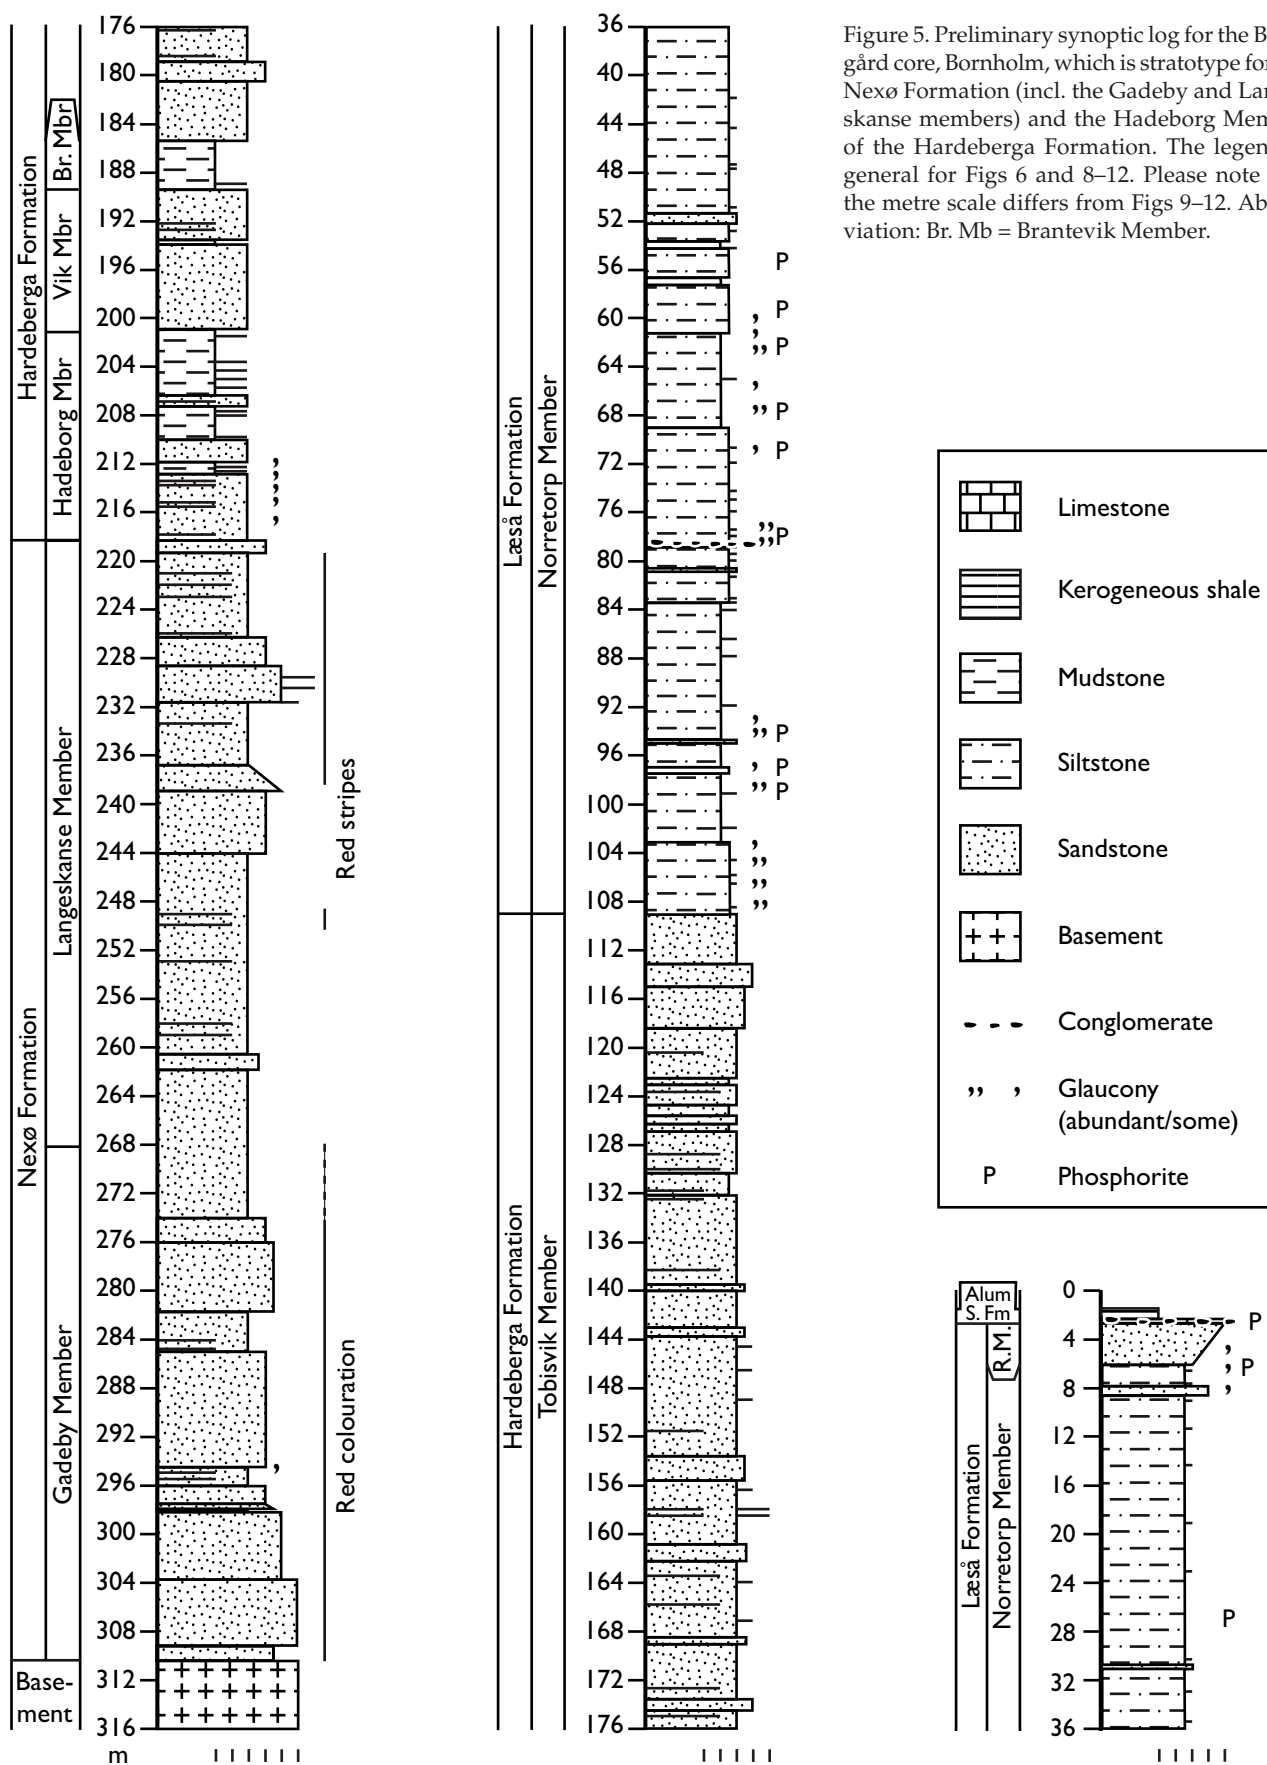 176
180
184
188
192
196
200
204
208
212
216
220
224
228
232
236
240
244
248
252
256
260
264
268
272
276
280
284
288
292
296
300
304
308
312
316
m
Hardeberga Formation
Br. Mbr
Vik Mbr
Hadeborg Mbr
Nexø Formation
Langeskanse Member
Gadeby Member
Base-
ment
Red stripes
Red colouration
36
40
44
48
52
56
60
64
68
72
76
80
84
88
92
96
100
104
108
112
116
120
124
128
132
136
140
144
148
152
156
160
164
168
172
176
Læså Formation
Norretorp Member
Hardeberga Formation
Tobisvik Member
P
P
P
P
P
P
P
P
P
Figure 5. Preliminary synoptic log for the B
gård core, Bornholm, which is stratotype for
Nexø Formation (incl. the Gadeby and Lan
skanse members) and the Hadeborg Mem
of the Hardeberga Formation. The legen
general for Figs 6 and 8–12. Please note
the metre scale differs from Figs 9–12. Ab
viation: Br. Mb = Brantevik Member.
Limestone
Kerogeneous shale
Mudstone
Siltstone
Sandstone
Basement
Conglomerate
Glaucony
(abundant/some)
P Phosphorite
Alum
S. Fm
R.M.
Læså Formation
Norretorp Member
0
4
8
12
16
20
24
28
32
36
P
P
P